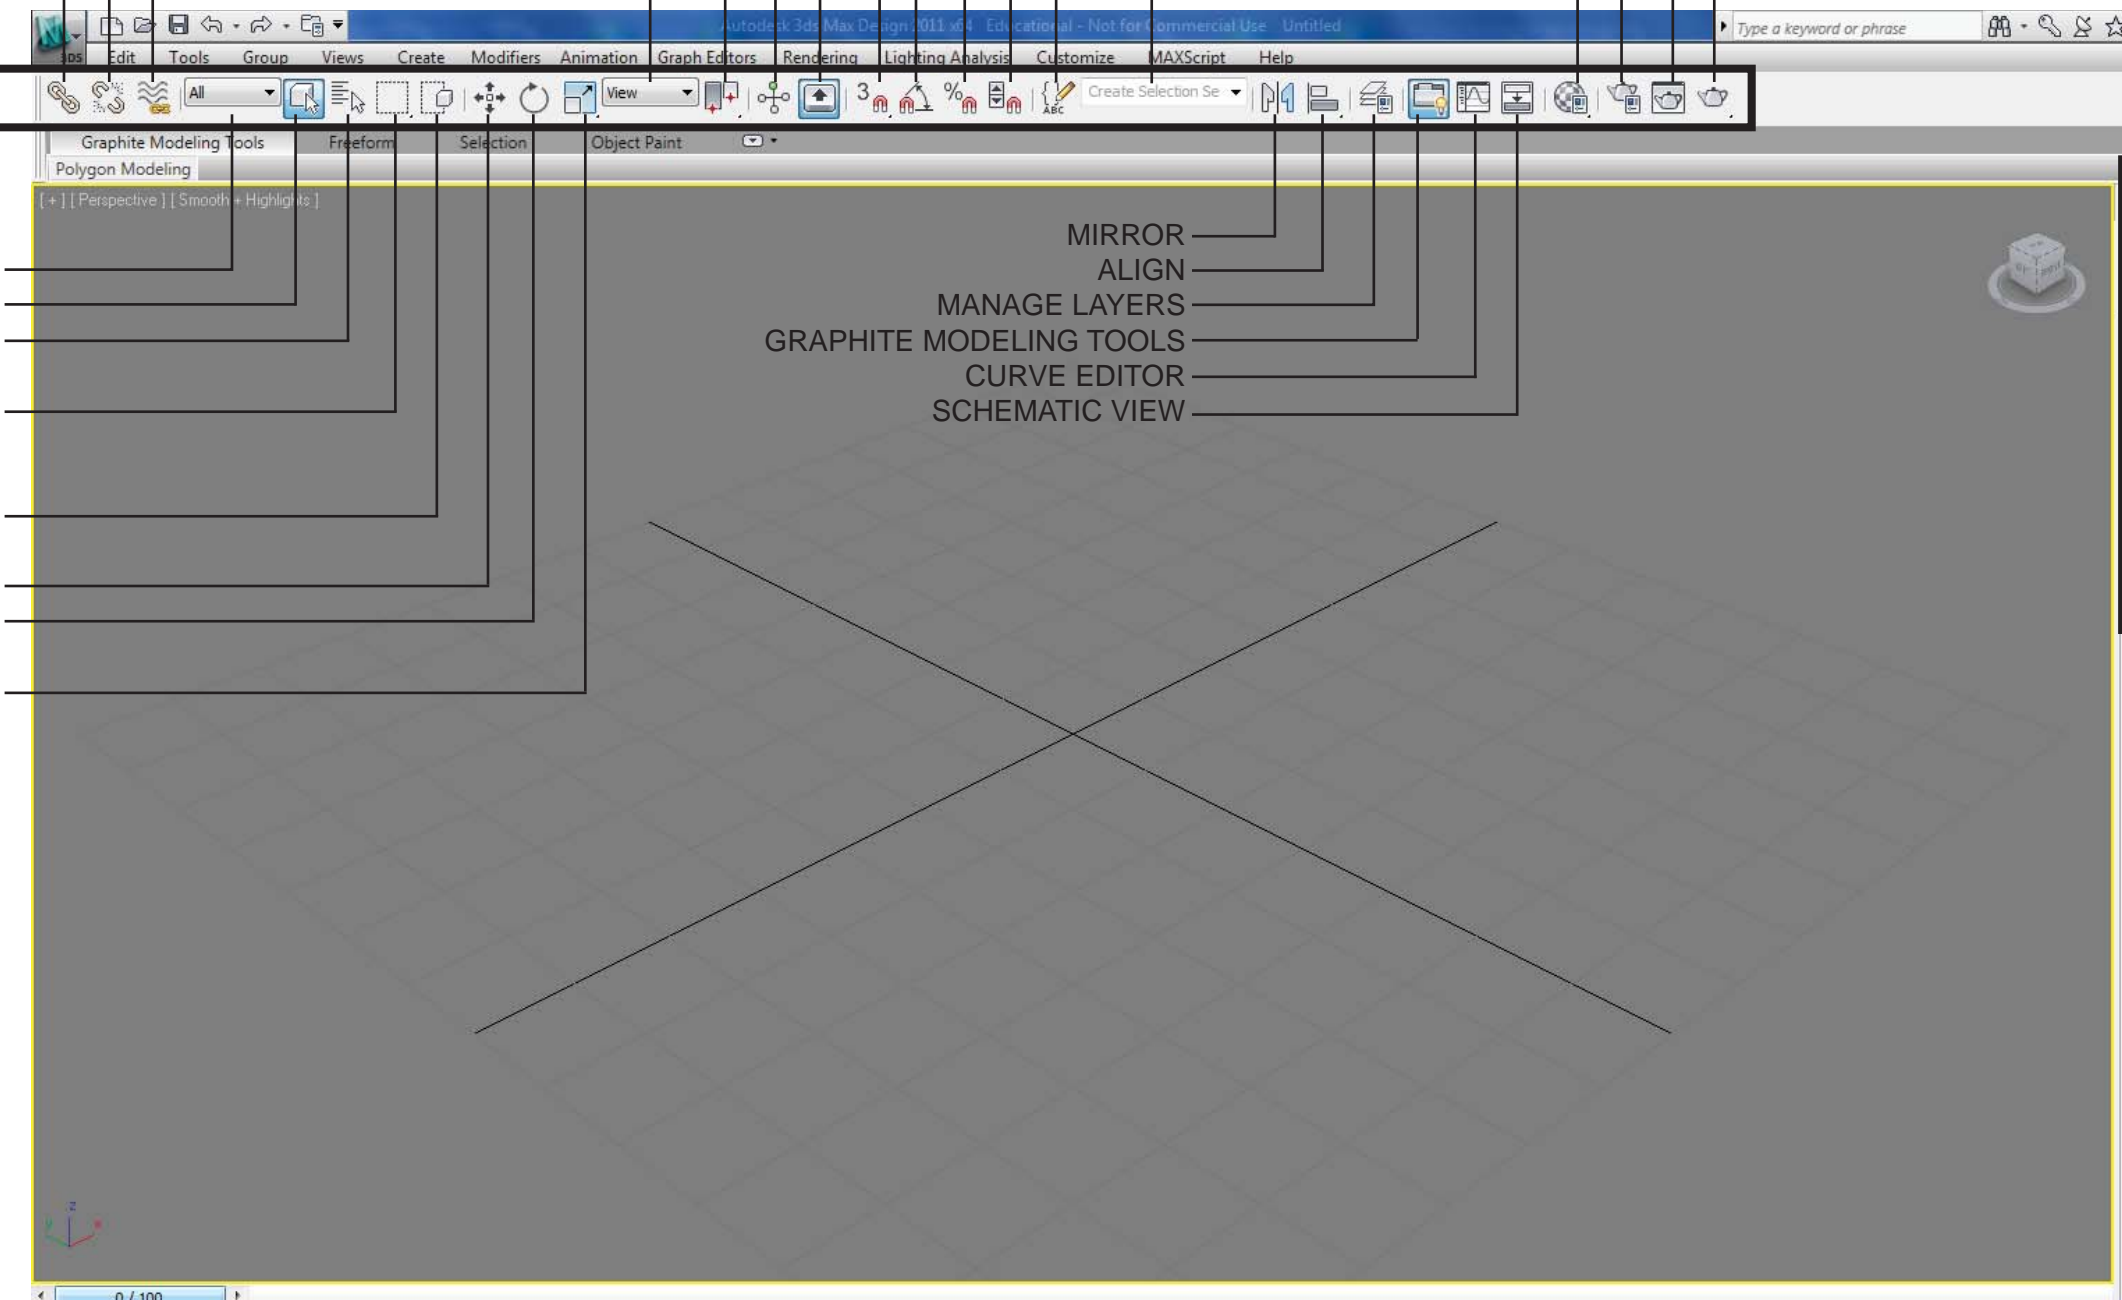 Autodesk 3ds Max Design 2011 x64 Educational - Not for Commercial Use Untitled
Type a keyword or phrase
3DS
Edit Tools Group Views Create Modifiers Animation Graph Editors Rendering Lighting Analysis Customize MAXScript Help
All
View
3
%
ABC
Create Selection Se
Graphite Modeling Tools Freeform Selection Object Paint
Polygon Modeling
[ + ] [ Perspective ] [ Smooth + Highlights ]
MIRROR
ALIGN
MANAGE LAYERS
GRAPHITE MODELING TOOLS
CURVE EDITOR
SCHEMATIC VIEW
z
y
x
0 / 100